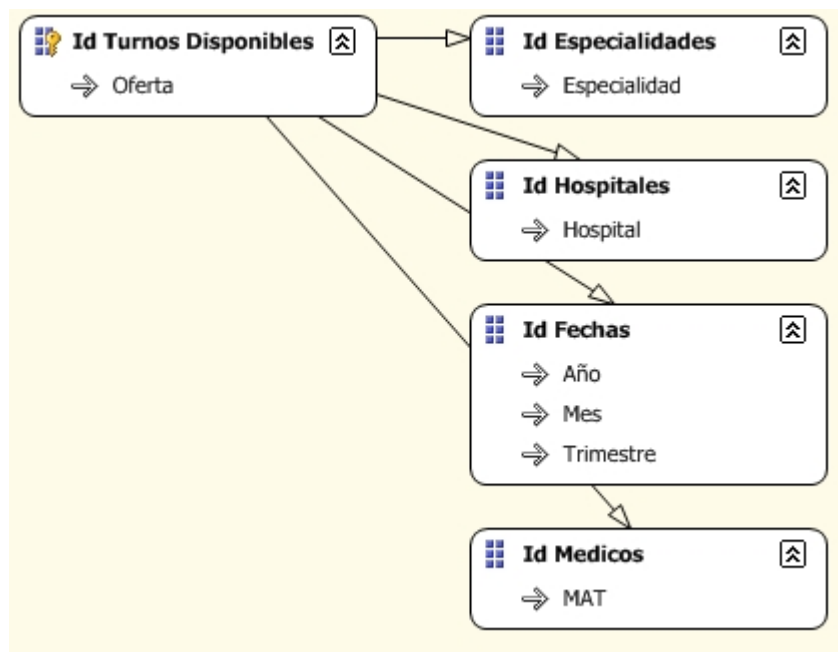 Id Turnos Disponibles
Oferta
Id Especialidades
Especialidad
Id Hospitales
Hospital
Id Fechas
Año
Mes
Trimestre
Id Medicos
MAT